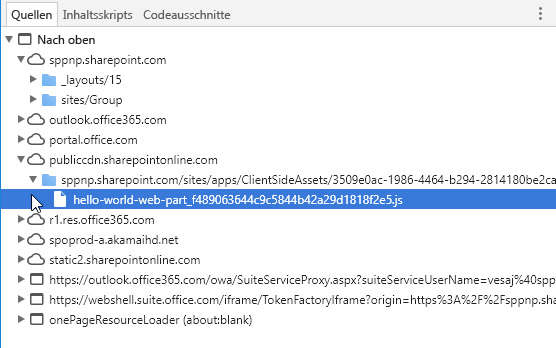 Quellen Inhaltsskripts Codeausschnitte
Nach oben
sppnp.sharepoint.com
_layouts/15
sites/Group
outlook.office365.com
portal.office.com
publiccdn.sharepointonline.com
sppnp.sharepoint.com/sites/apps/ClientSideAssets/3509e0ac-1986-4464-b294-2814180be2ca
hello-world-web-part_f489063644c9c5844b42a29d1818f2e5.js
r1.res.office365.com
spoprod-a.akamaihd.net
static2.sharepointonline.com
https://outlook.office365.com/owa/SuiteServiceProxy.aspx?suiteServiceUserName=vesaj%40spp
https://webshell.suite.office.com/iframe/TokenFactoryIframe?origin=https%3A%2F%2Fsppnp.sha
onePageResourceLoader (about:blank)